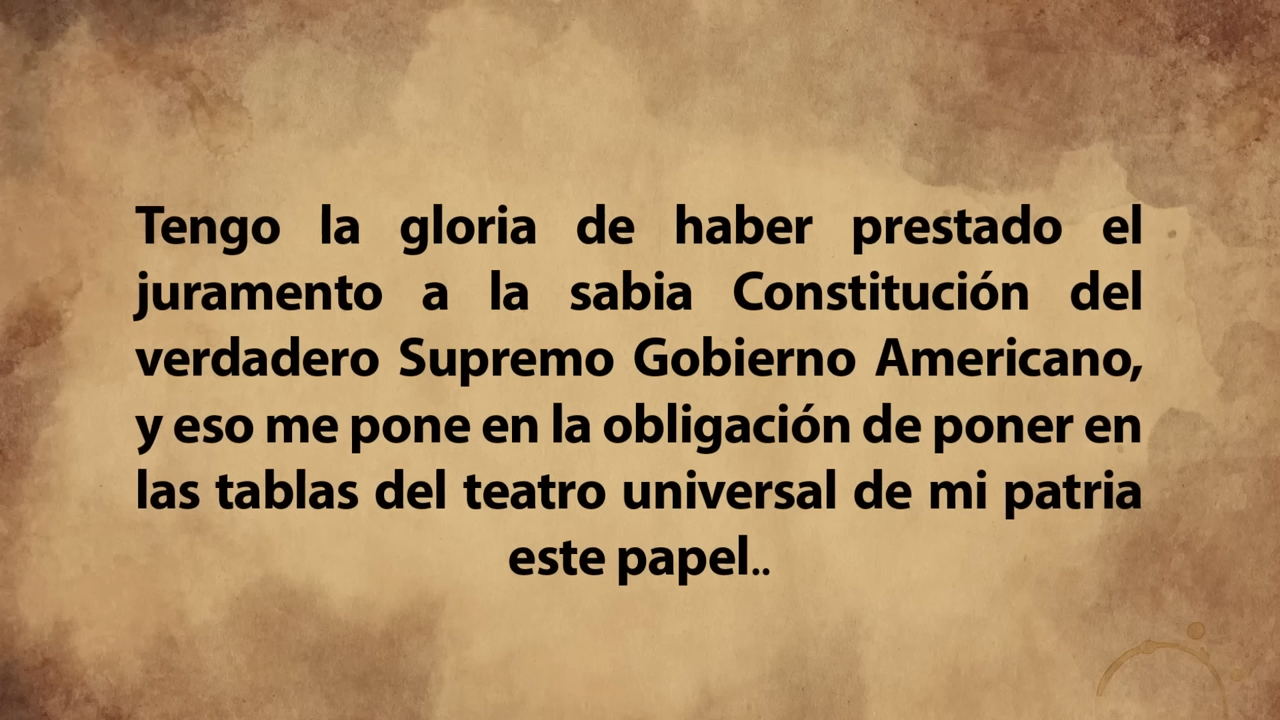 Tengo la gloria de haber prestado el
juramento a la sabia Constitución del
verdadero Supremo Gobierno Americano,
y eso me pone en la obligación de poner en
las tablas del teatro universal de mi patria
este papel..